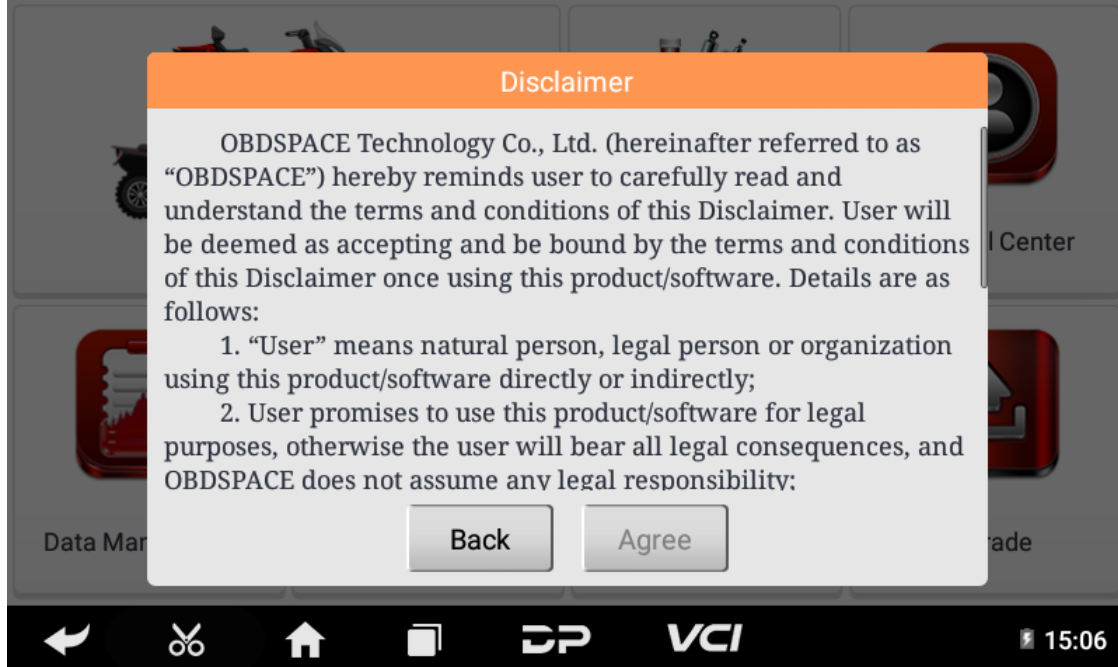 Disclaimer
OBDSPACE Technology Co., Ltd. (hereinafter referred to as
“OBDSPACE”) hereby reminds user to carefully read and
understand the terms and conditions of this Disclaimer. User will
be deemed as accepting and be bound by the terms and conditions
of this Disclaimer once using this product/software. Details are as
follows:
1. “User” means natural person, legal person or organization
using this product/software directly or indirectly;
2. User promises to use this product/software for legal
purposes, otherwise the user will bear all legal consequences, and
OBDSPACE does not assume any legal responsibility;
Back
Agree
l Center
Data Mar
rade
DP
VCI
15:06